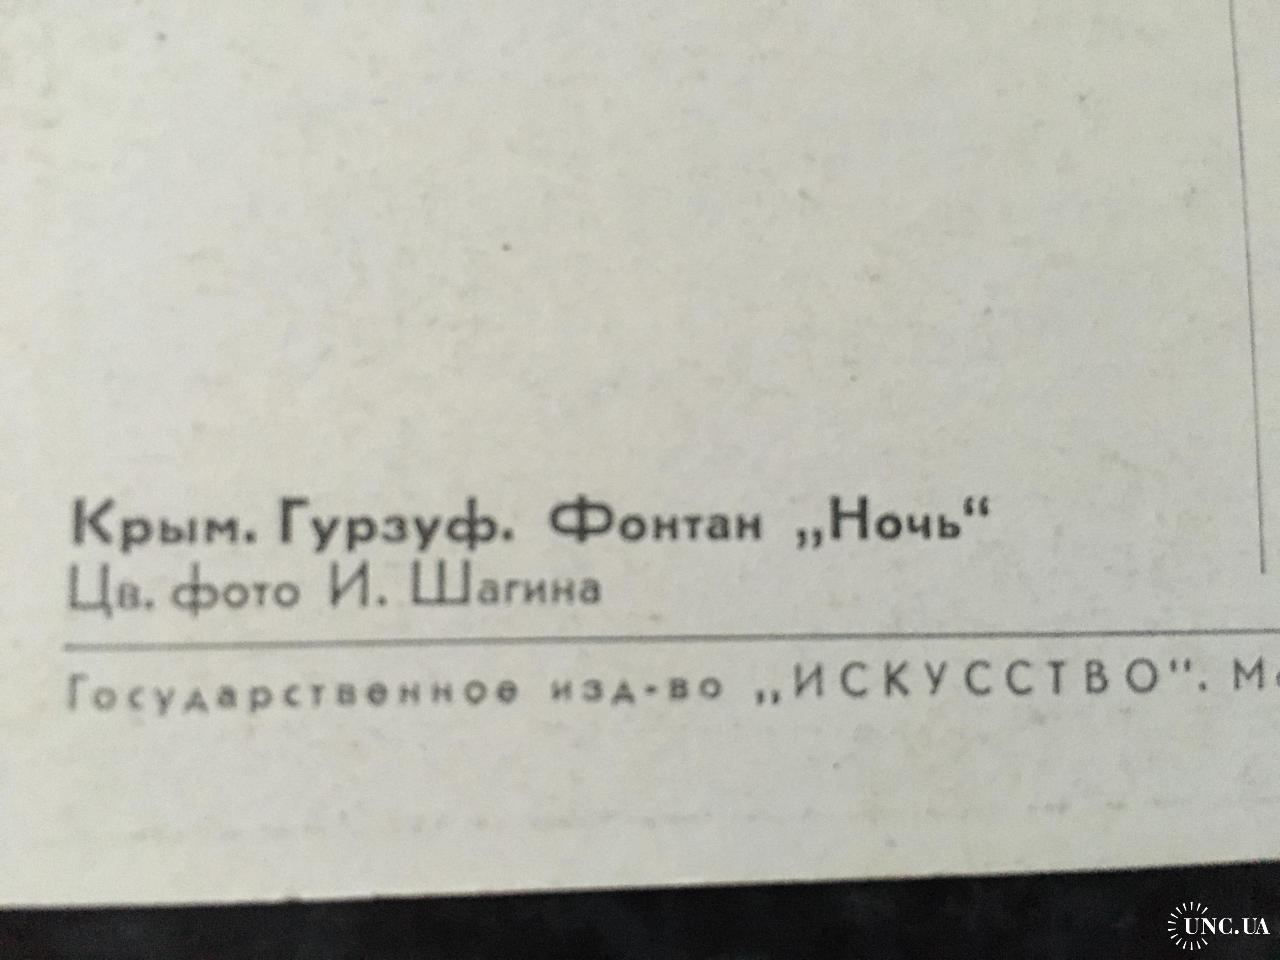 Крым. Гурзуф. Фонтан „Ночь“
Цв. фото И. Шагина
Государственное изд-во „ИСКУССТВО“.
UNC.UA